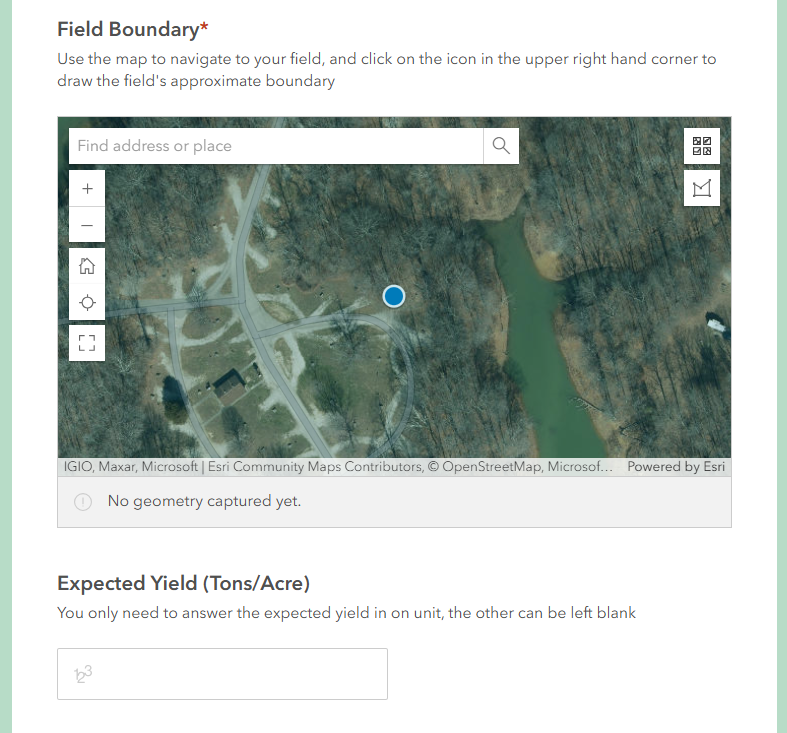 Field Boundary*
Use the map to navigate to your field, and click on the icon in the upper right hand corner to
draw the field's approximate boundary
Find address or place
+
–
IGIO, Maxar, Microsoft | Esri Community Maps Contributors, © OpenStreetMap, Microsof... Powered by Esri
No geometry captured yet.
Expected Yield (Tons/Acre)
You only need to answer the expected yield in on unit, the other can be left blank
123